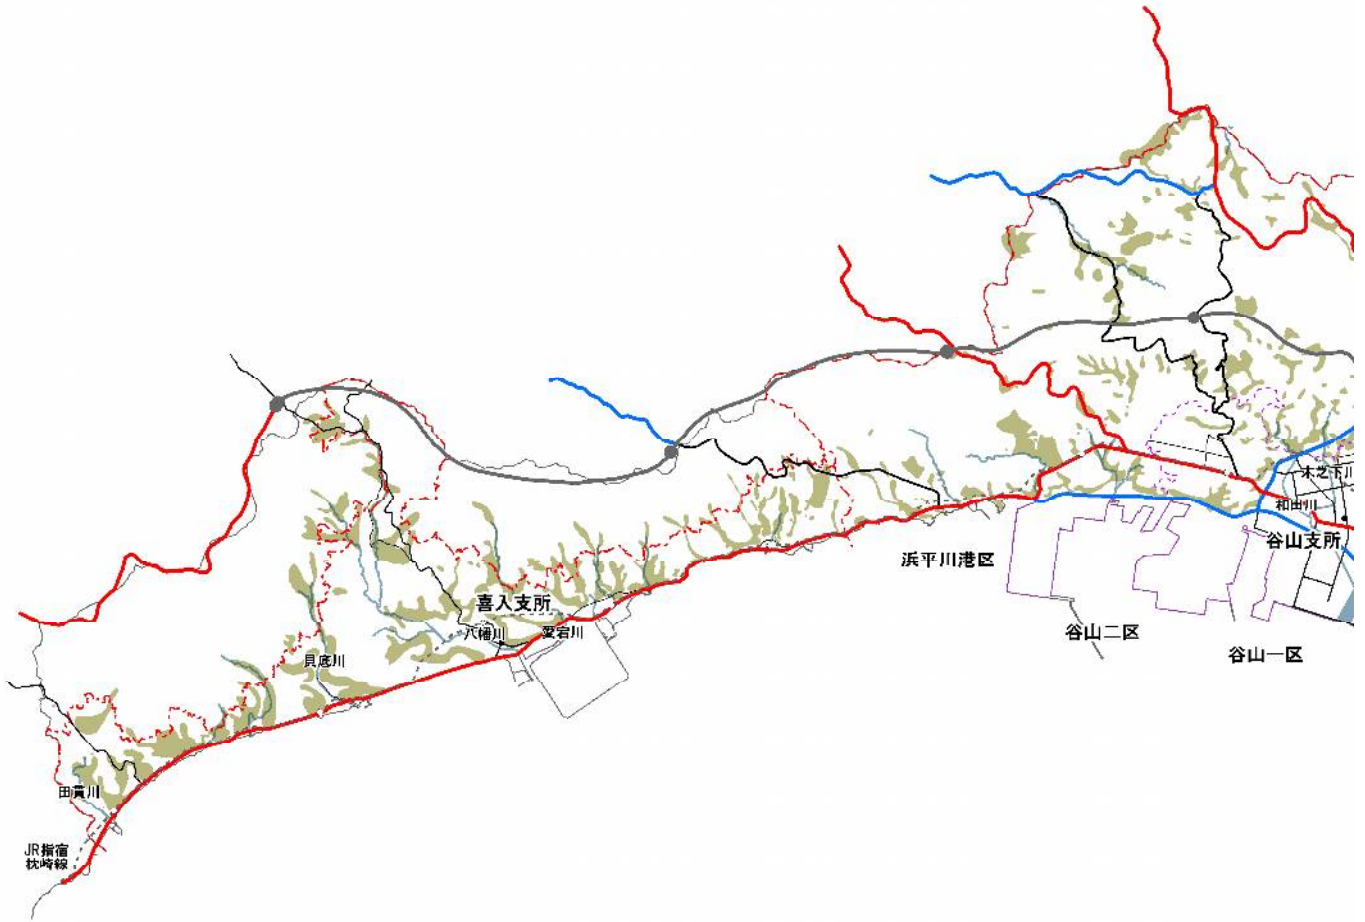 木之下川
和田川
谷山支所
浜平川港区
喜入支所
八幡川
愛宕川
谷山二区
谷山一区
貝底川
田貫川
JR指宿
枕崎線